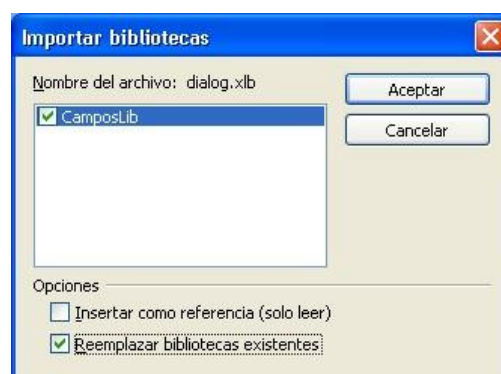 Importar bibliotecas
Nombre del archivo: dialog.xlb
Aceptar
CamposLib
Cancelar
Opciones
Insertar como referencia (solo leer)
Reemplazar bibliotecas existentes